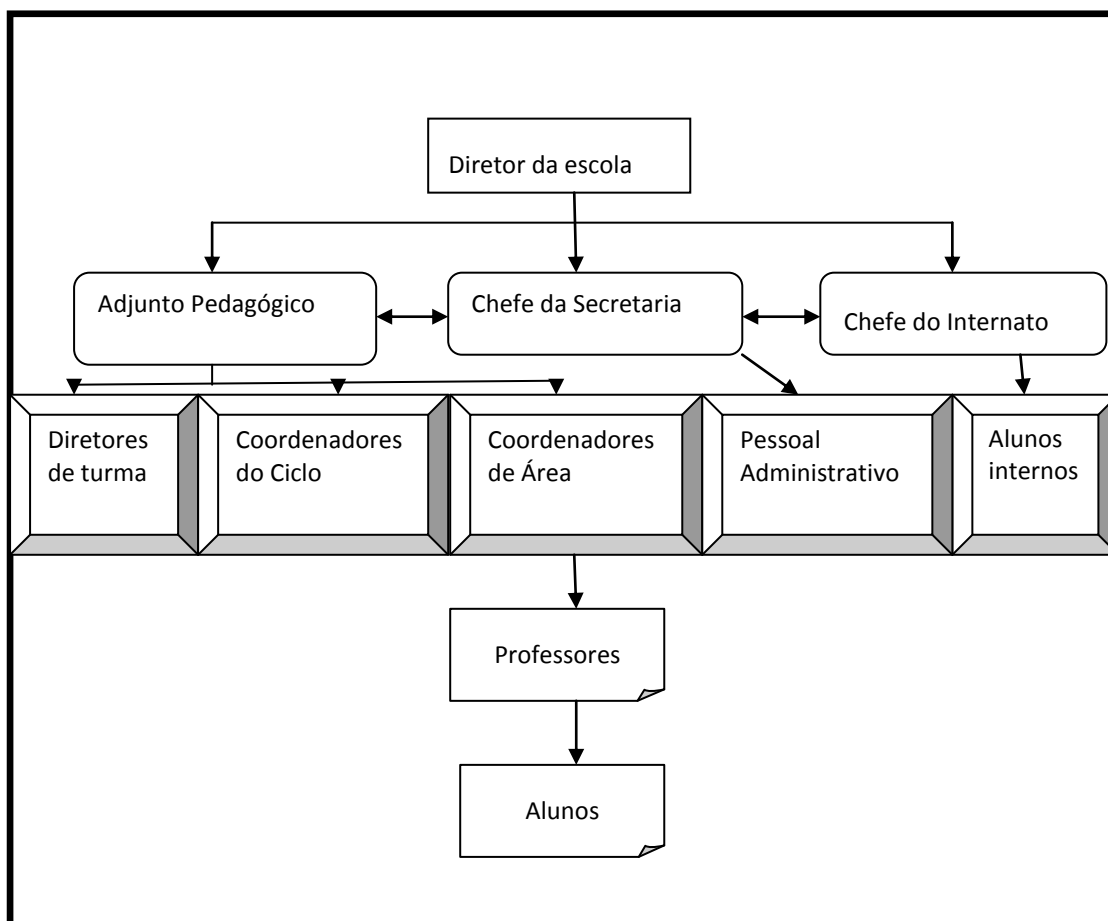 Diretor da escola
Adjunto Pedagógico
Chefe da Secretaria
Chefe do Internato
Diretores
de turma
Coordenadores
do Ciclo
Coordenadores
de Área
Pessoal
Administrativo
Alunos
internos
Professores
Alunos